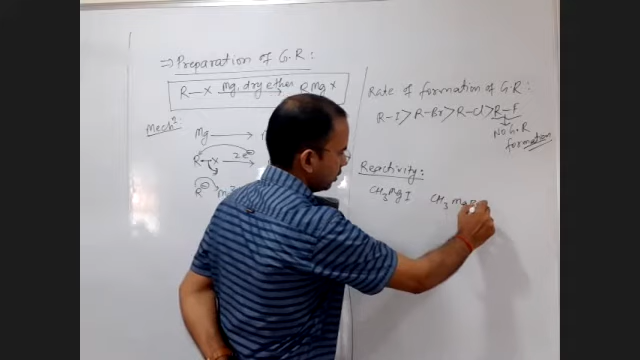 ⇒ Preparation of G.R:
R—X Mg, dry ether RMgX
Mech
Mg
R—X 2e⊖
R⊖
Rate of formation of G.R:
R-I > R-Br > R-Cl > R-F
No G.R
formation
Reactivity:
CH3MgI CH3Mg